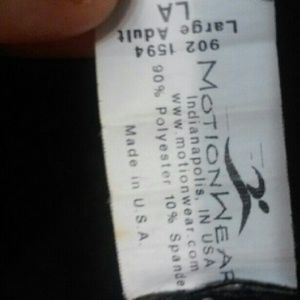 MOTIONWEAR
Indianapolis, IN USA
www.motionwear.com
90% Polyester 10% Spande
Made in U.S.A.
902 1594
Large Adult
LA